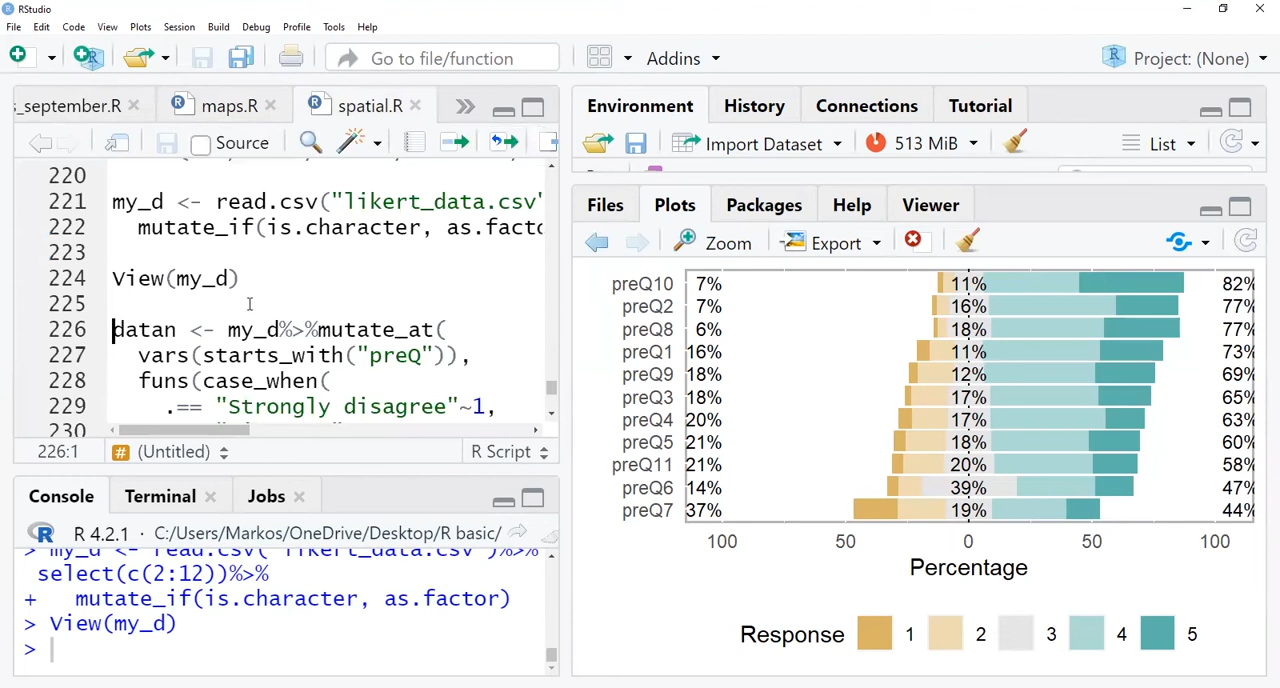 RStudio
File Edit Code View Plots Session Build Debug Profile Tools Help
Go to file/function Addins Project: (None)
s_september.R maps.R spatial.R
Source
220
221 my_d <- read.csv("likert_data.csv"
222 mutate_if(is.character, as.facto
223
224 View(my_d)
225
226 datan <- my_d%>%mutate_at(
227 vars(starts_with("preQ")),
228 funs(case_when(
229 .== "Strongly disagree"~1,
230
226:1 # (Untitled) R Script
Console Terminal Jobs
R 4.2.1 · C:/Users/Markos/OneDrive/Desktop/R basic/
> my_d <- read.csv("likert_data.csv")%>%
select(c(2:12))%>%
+ mutate_if(is.character, as.factor)
> View(my_d)
>
Environment History Connections Tutorial
Import Dataset 513 MiB List
Files Plots Packages Help Viewer
Zoom Export
preQ10 7% 11% 82%
preQ2 7% 16% 77%
preQ8 6% 18% 77%
preQ1 16% 11% 73%
preQ9 18% 12% 69%
preQ3 18% 17% 65%
preQ4 20% 17% 63%
preQ5 21% 18% 60%
preQ11 21% 20% 58%
preQ6 14% 39% 47%
preQ7 37% 19% 44%
100 50 0 50 100
Percentage
Response 1 2 3 4 5